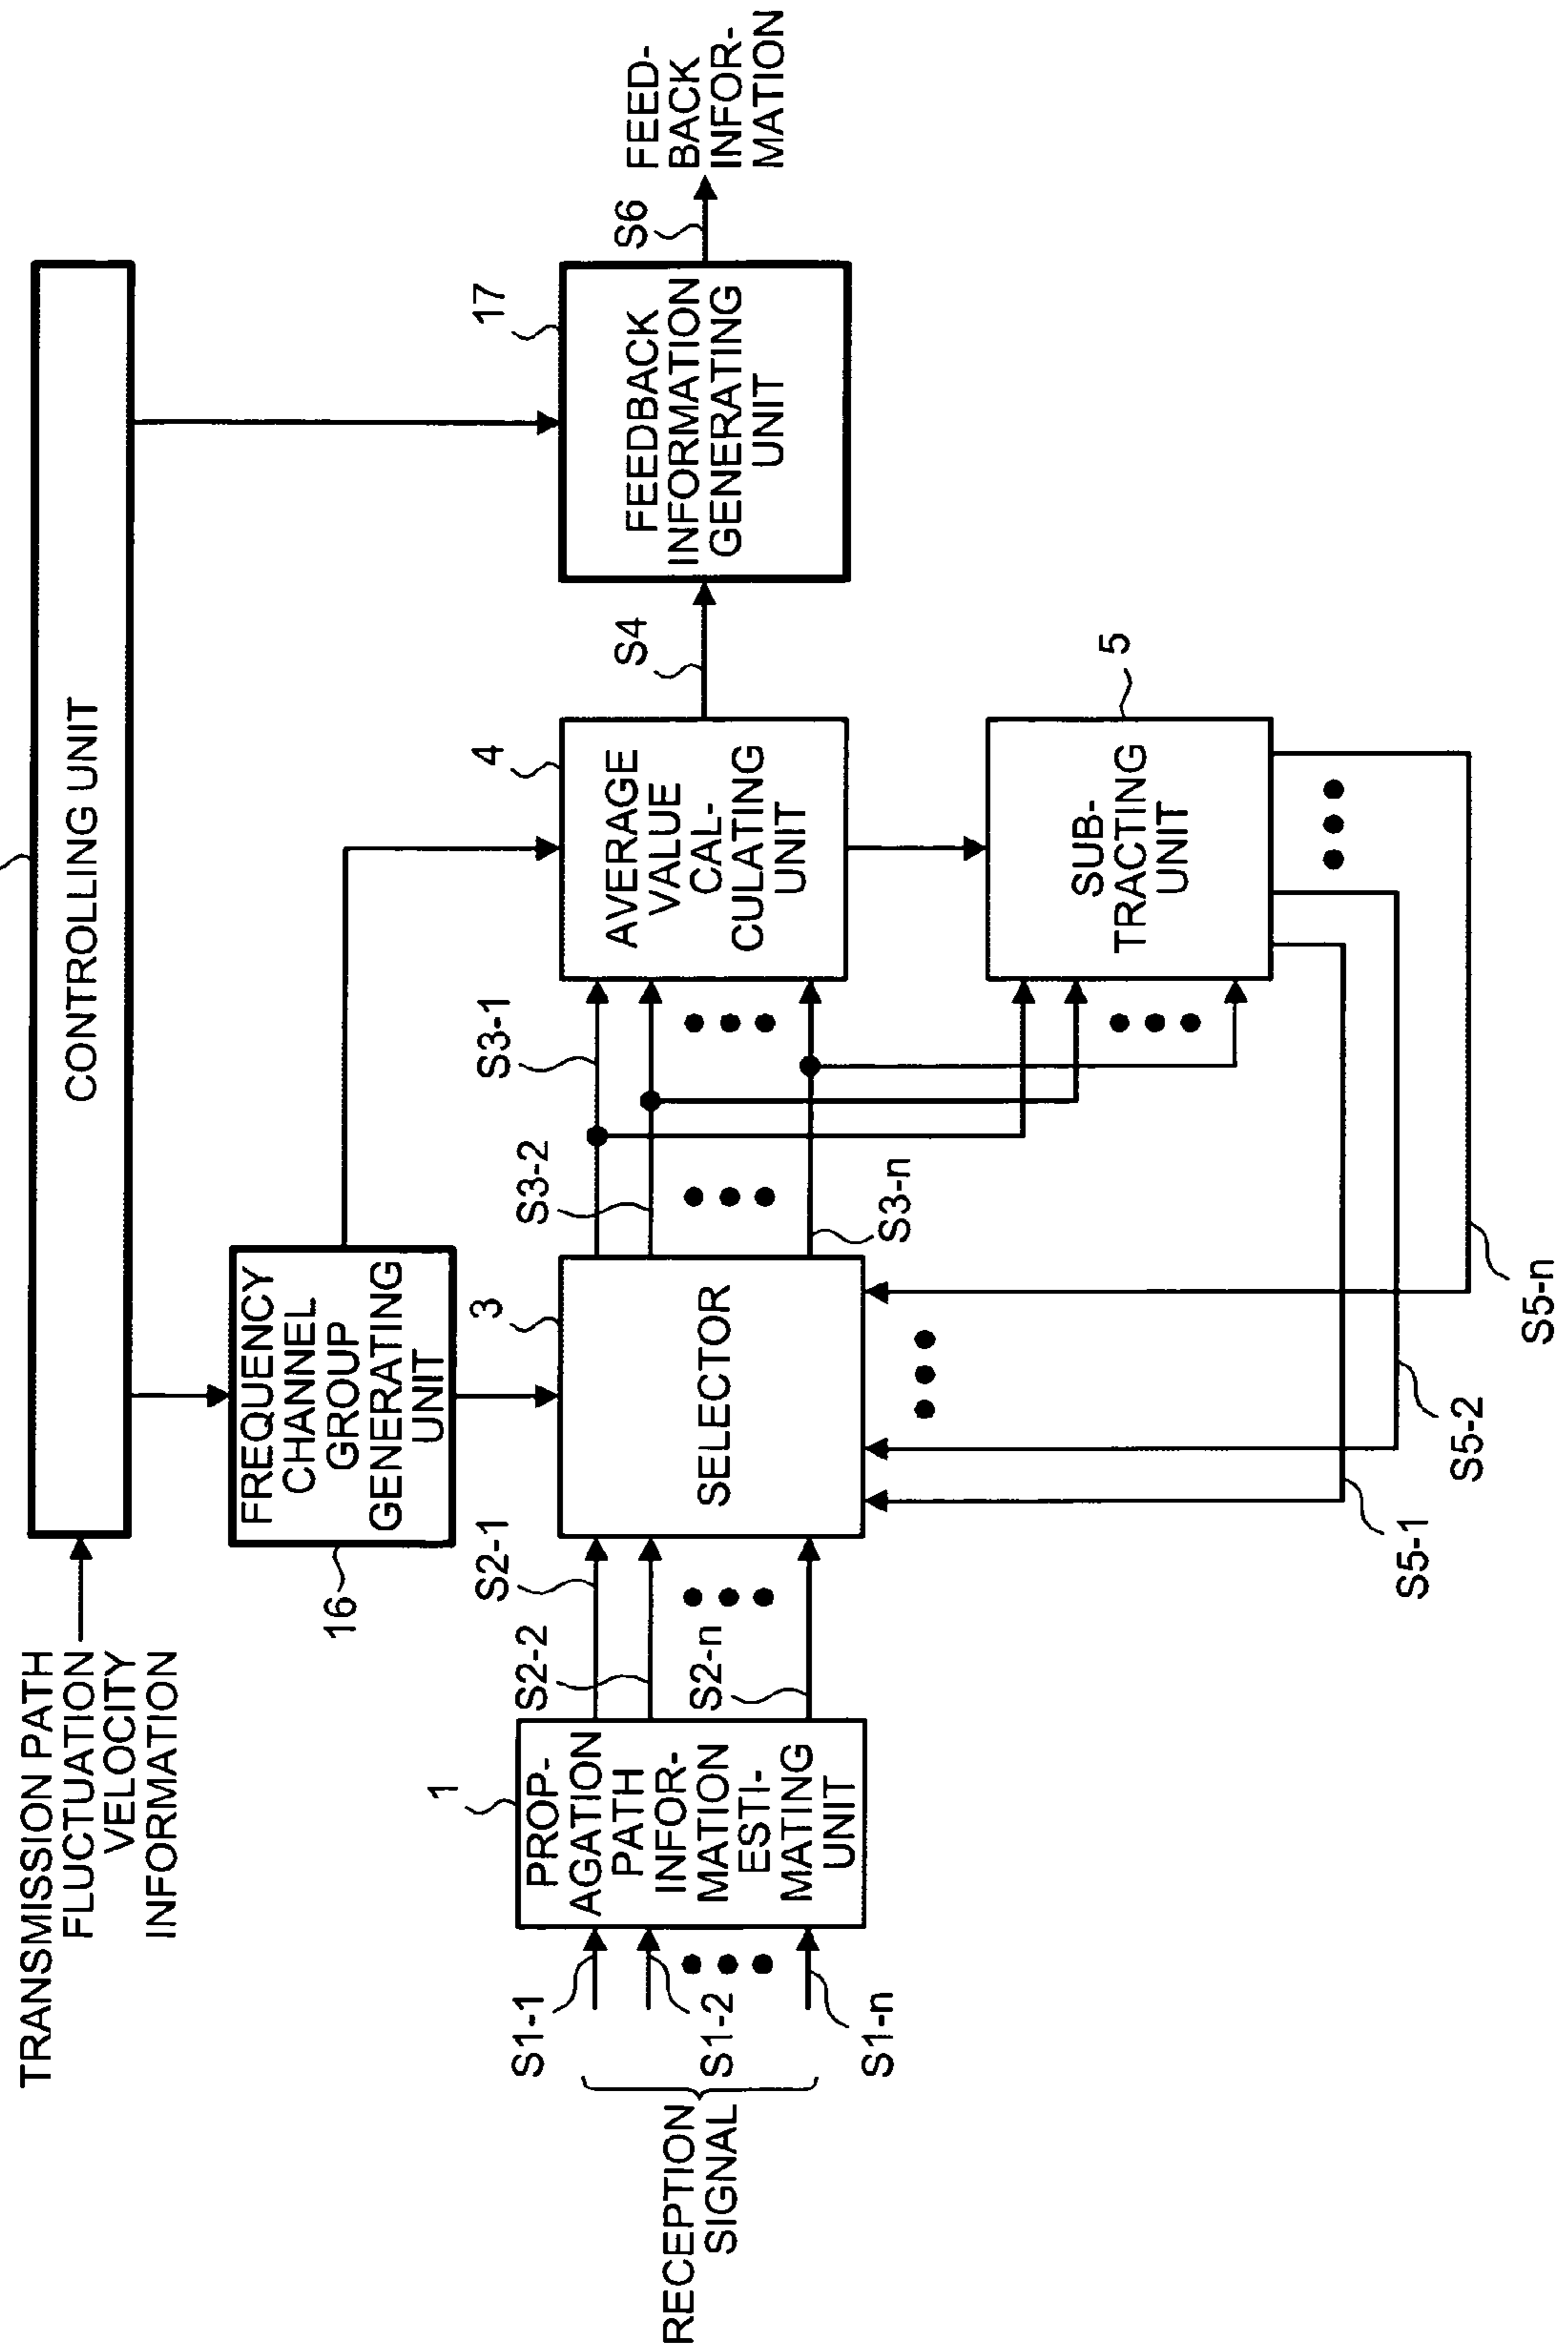 TRANSMISSION PATH
FLUCTUATION
VELOCITY
INFORMATION
CONTROLLING UNIT
16
FREQUENCY
CHANNEL
GROUP
GENERATING
UNIT
RECEPTION
SIGNAL
S1-1
S1-2
S1-n
1
PROP-
AGATION
PATH
INFOR-
MATION
ESTI-
MATING
UNIT
S2-1
S2-2
S2-n
3
SELECTOR
S3-1
S3-2
S3-n
4
AVERAGE
VALUE
CAL-
CULATING
UNIT
S4
17
FEEDBACK
INFORMATION
GENERATING
UNIT
S6
FEED-
BACK
INFOR-
MATION
5
SUB-
TRACTING
UNIT
S5-1
S5-2
S5-n